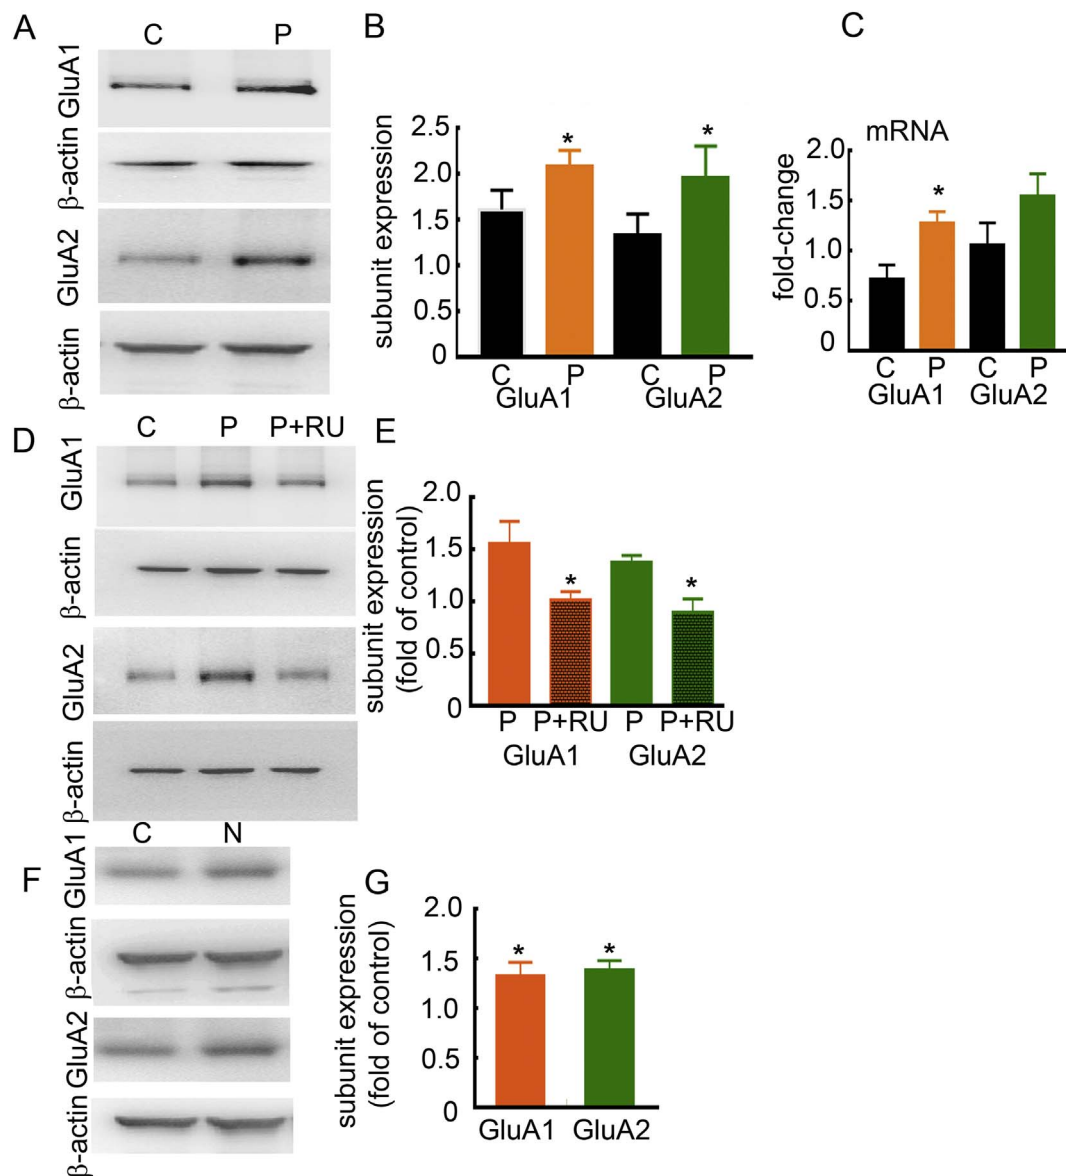 A
C P
GluA1
β-actin
GluA2
β-actin
B
subunit expression
2.5
2.0
1.5
1.0
0.5
0
* *
C P C P
GluA1 GluA2
C
mRNA
fold-change
2.0
1.5
1.0
0.5
0
*
C P C P
GluA1 GluA2
D
C P P+RU
GluA1
β-actin
GluA2
β-actin
E
subunit expression
(fold of control)
2.0
1.5
1.0
0.5
0
* *
P P+RU P P+RU
GluA1 GluA2
F
C N
GluA1
β-actin
GluA2
β-actin
G
subunit expression
(fold of control)
2.0
1.5
1.0
0.5
0
* *
GluA1 GluA2